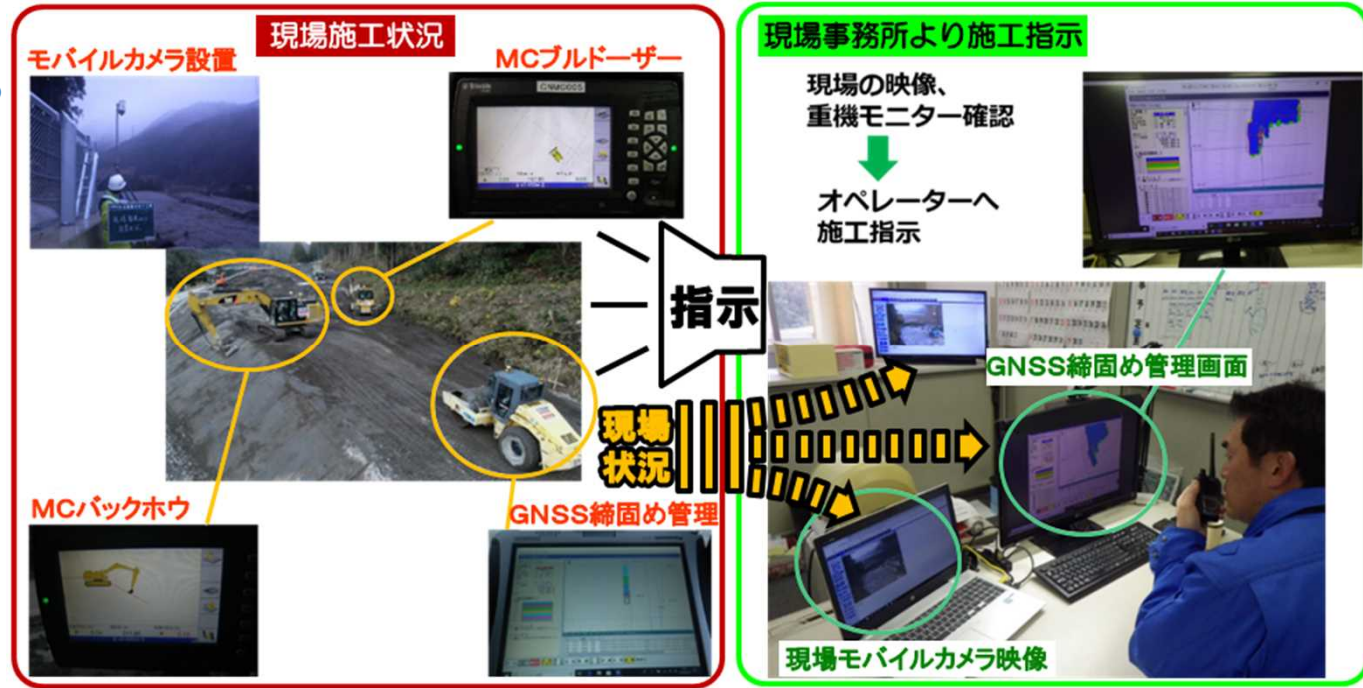 現場施工状況
モバイルカメラ設置
MCブルドーザー
MCバックホウ
GNSS締固め管理
指示
現場
状況
現場事務所より施工指示
現場の映像、
重機モニター確認
オペレーターへ
施工指示
GNSS締固め管理画面
現場モバイルカメラ映像